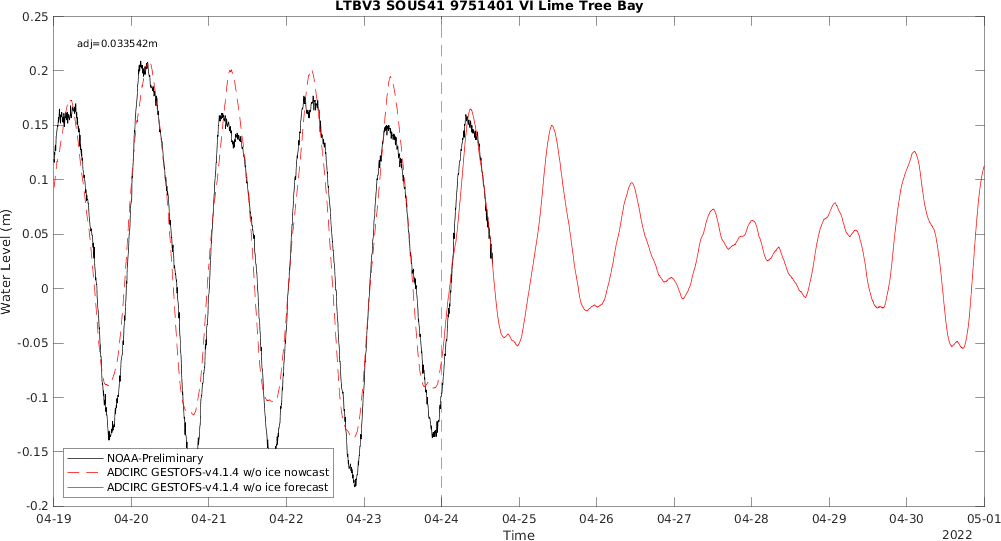 LTBV3 SOUS41 9751401 VI Lime Tree Bay
adj=0.033542m
Water Level (m)
0.25
0.2
0.15
0.1
0.05
0
-0.05
-0.1
-0.15
-0.2
NOAA-Preliminary
ADCIRC GESTOFS-v4.1.4 w/o ice nowcast
ADCIRC GESTOFS-v4.1.4 w/o ice forecast
04-19 04-20 04-21 04-22 04-23 04-24 04-25 04-26 04-27 04-28 04-29 04-30 05-01
Time
2022